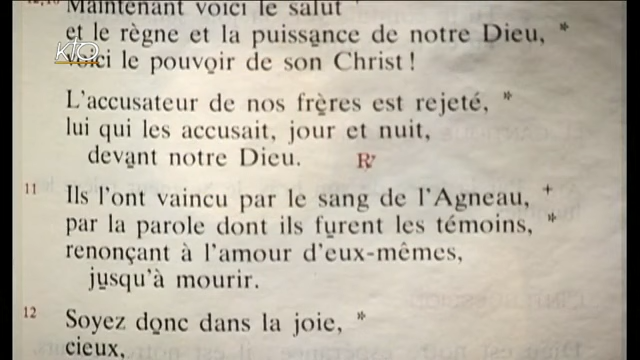 12,10 Maintenant voici le salut
et le règne et la puissance de notre Dieu, *
KTO
voici le pouvoir de son Christ !
L'accusateur de nos frères est rejeté, *
lui qui les accusait, jour et nuit,
devant notre Dieu. R/
11 Ils l'ont vaincu par le sang de l'Agneau, +
par la parole dont ils furent les témoins, *
renonçant à l'amour d'eux-mêmes,
jusqu'à mourir.
12 Soyez donc dans la joie, *
cieux,